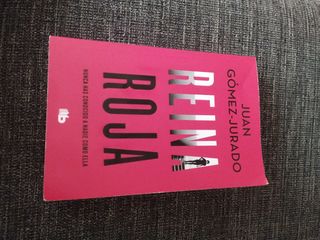 JUAN
GÓMEZ-JURADO
REINA
ROJA
NUNCA HAS CONOCIDO A NADIE COMO ELLA
b